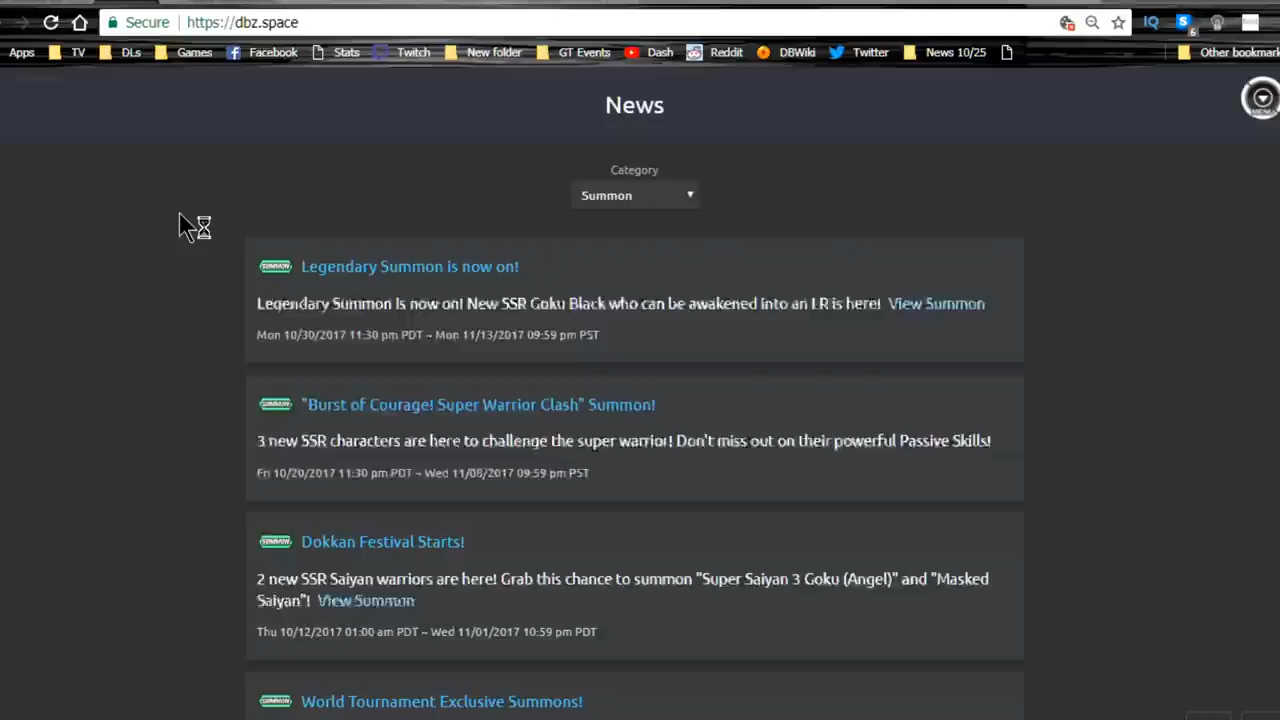 Secure https://dbz.space IQ
Apps TV DLs Games Facebook Stats Twitch New folder GT Events Dash Reddit DBWiki Twitter News 10/25 Other bookmark
News
MENU
Category
Summon
SUMMON Legendary Summon is now on!
Legendary Summon is now on! New SSR Goku Black who can be awakened into an LR is here! View Summon
Mon 10/30/2017 11:30 pm PDT ~ Mon 11/13/2017 09:59 pm PST
SUMMON "Burst of Courage! Super Warrior Clash" Summon!
3 new SSR characters are here to challenge the super warrior! Don't miss out on their powerful Passive Skills!
Fri 10/20/2017 11:30 pm PDT ~ Wed 11/08/2017 09:59 pm PST
SUMMON Dokkan Festival Starts!
2 new SSR Saiyan warriors are here! Grab this chance to summon "Super Saiyan 3 Goku (Angel)" and "Masked
Saiyan"! View Summon
Thu 10/12/2017 01:00 am PDT ~ Wed 11/01/2017 10:59 pm PDT
SUMMON World Tournament Exclusive Summons!